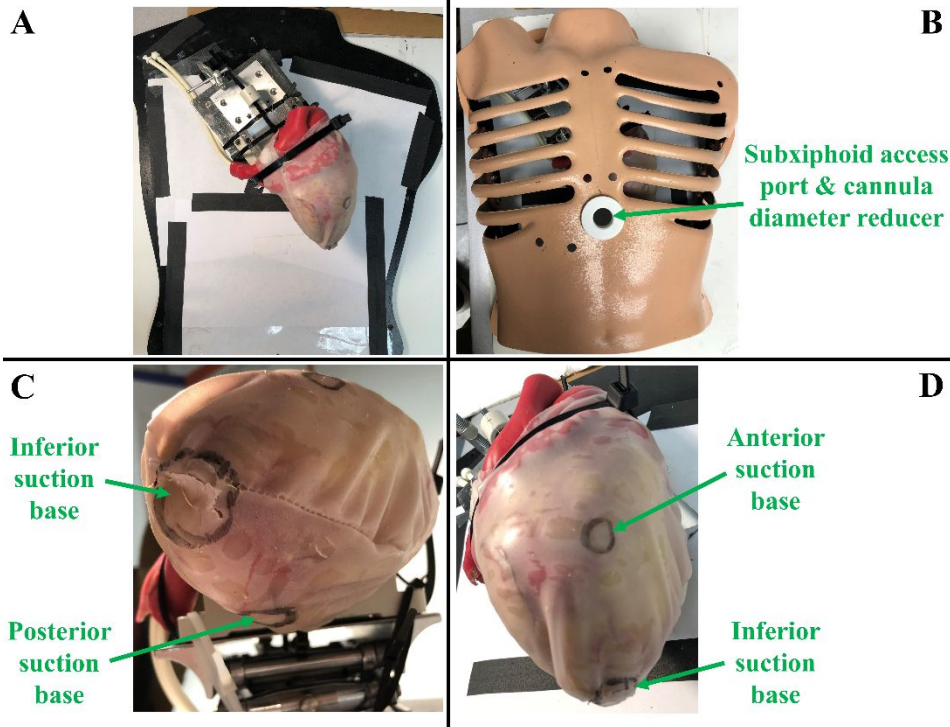 A
B
Subxiphoid access
port & cannula
diameter reducer
C
Inferior
suction
base
Posterior
suction
base
D
Anterior
suction
base
Inferior
suction
base